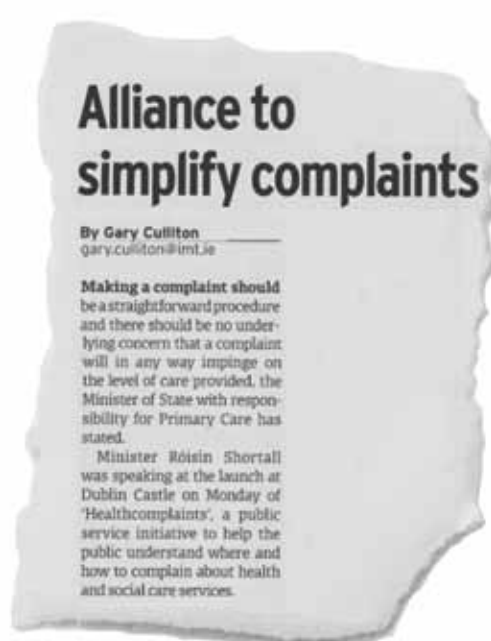 Alliance to
simplify complaints
By Gary Culliton
gary.culliton@imt.ie
Making a complaint should
be a straightforward procedure
and there should be no under-
lying concern that a complaint
will in any way impinge on
the level of care provided, the
Minister of State with respon-
sibility for Primary Care has
stated.
Minister Róisín Shortall
was speaking at the launch at
Dublin Castle on Monday of
'Healthcomplaints', a public
service initiative to help the
public understand where and
how to complain about health
and social care services.